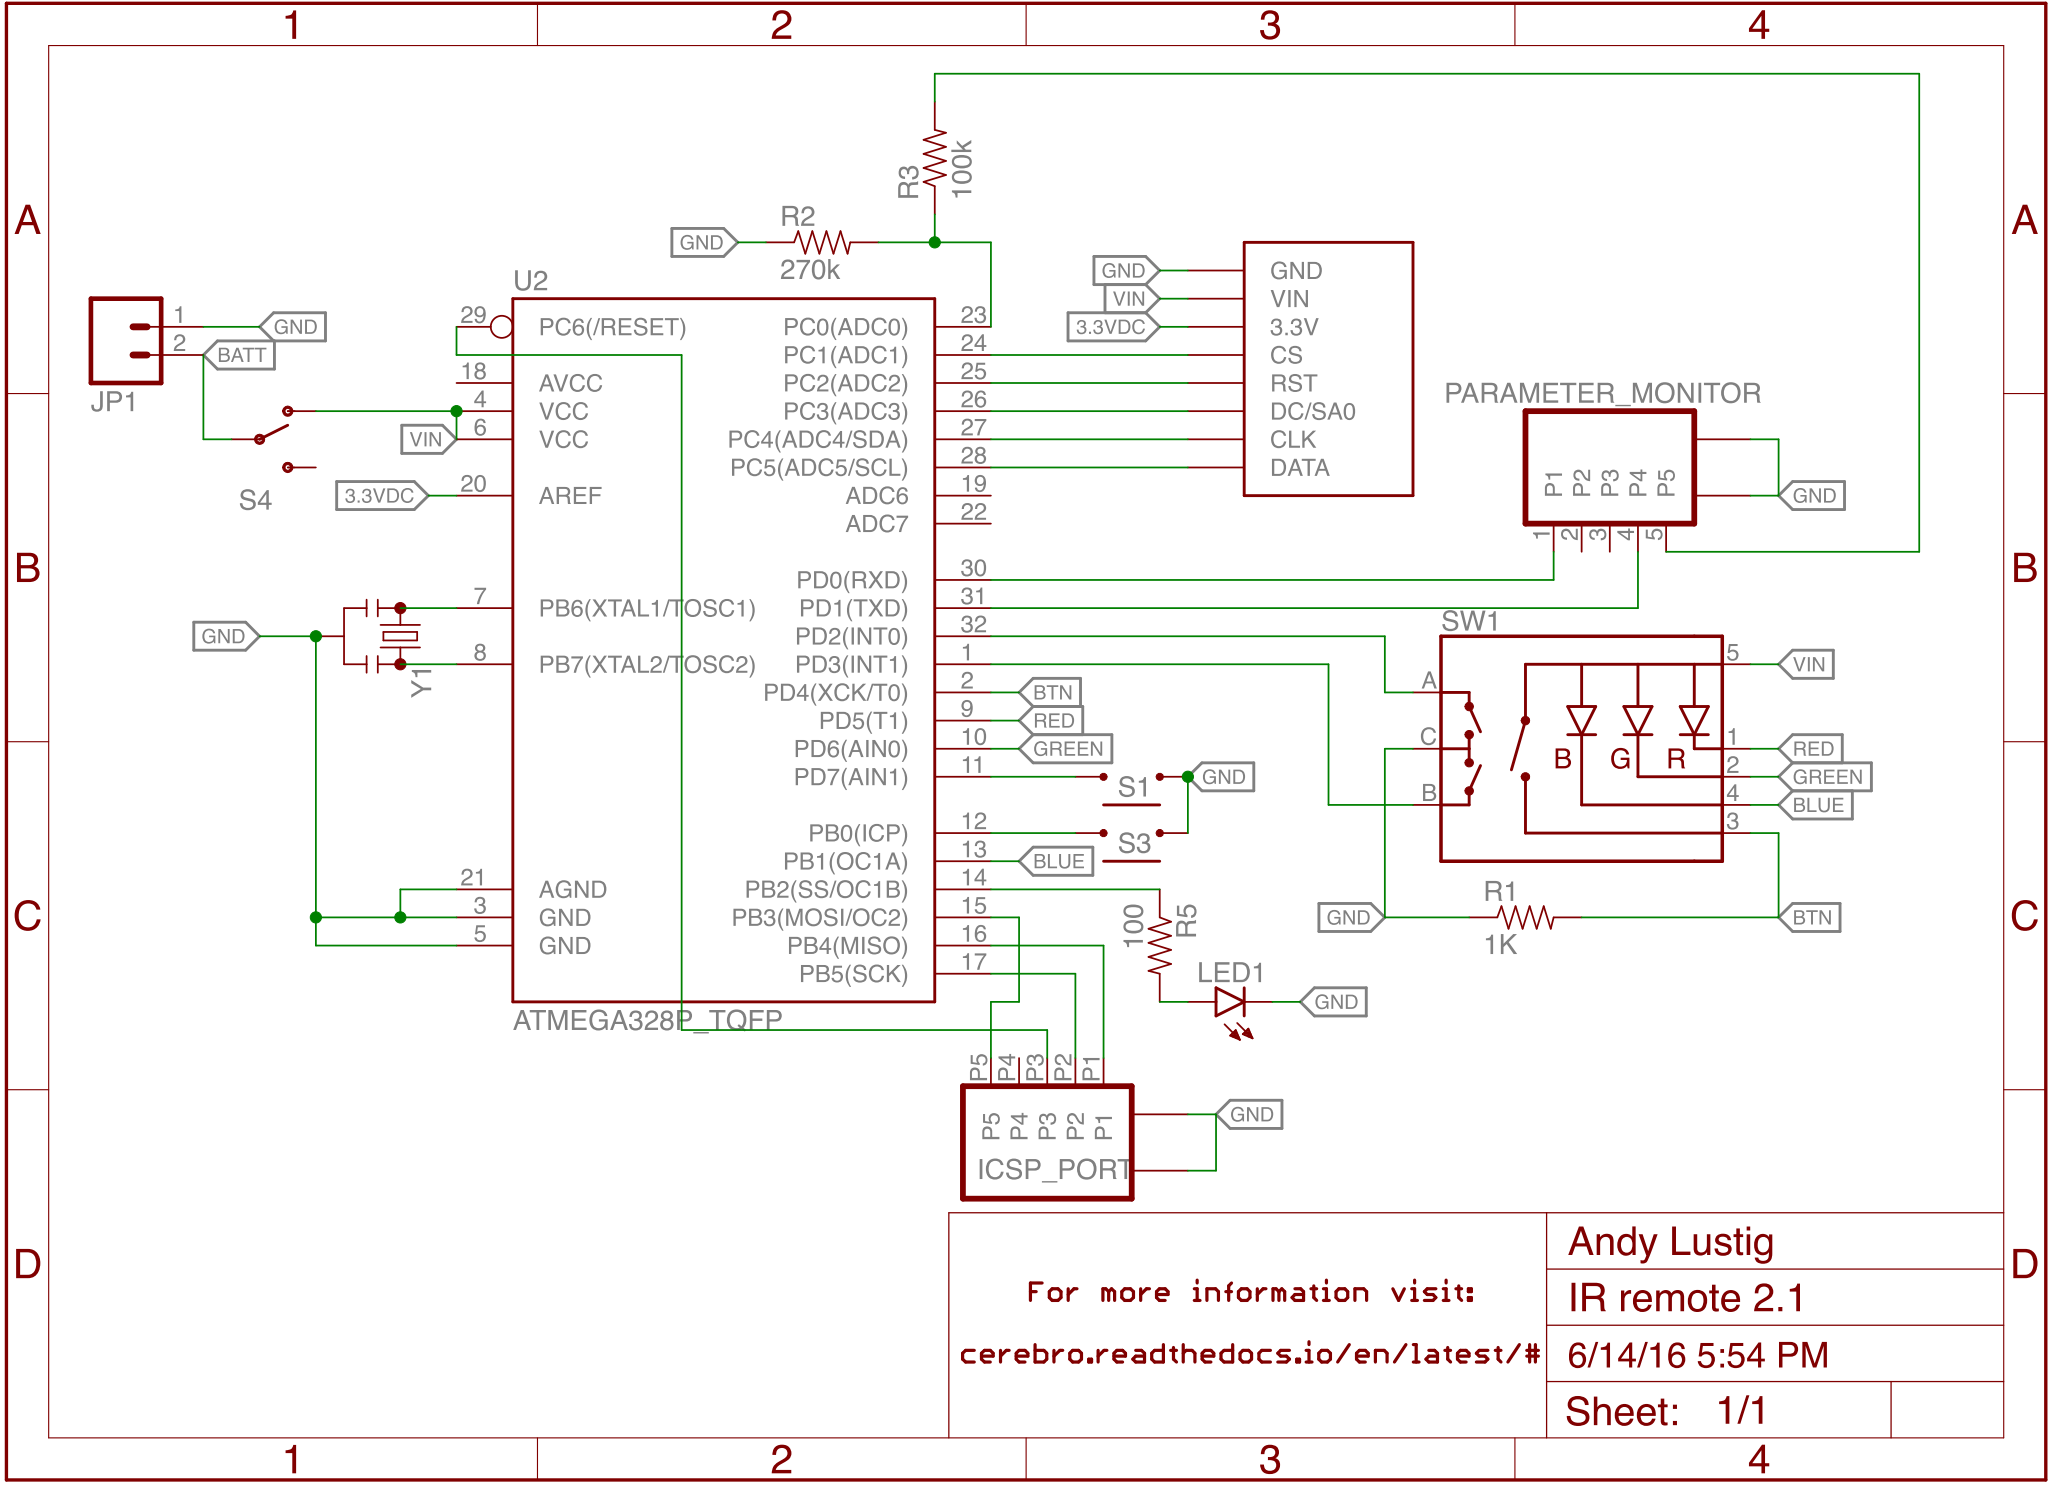 1 2 3 4
A A
B B
C C
D D
1 2 3 4
R3
100k
R2
GND
270k
U2
ATMEGA328P_TQFP
29 PC6(/RESET)
18 AVCC
4 VCC
6 VCC
20 AREF
7 PB6(XTAL1/TOSC1)
8 PB7(XTAL2/TOSC2)
21 AGND
3 GND
5 GND
PC0(ADC0) 23
PC1(ADC1) 24
PC2(ADC2) 25
PC3(ADC3) 26
PC4(ADC4/SDA) 27
PC5(ADC5/SCL) 28
ADC6 19
ADC7 22
PD0(RXD) 30
PD1(TXD) 31
PD2(INT0) 32
PD3(INT1) 1
PD4(XCK/T0) 2 BTN
PD5(T1) 9 RED
PD6(AIN0) 10 GREEN
PD7(AIN1) 11
PB0(ICP) 12
PB1(OC1A) 13 BLUE
PB2(SS/OC1B) 14
PB3(MOSI/OC2) 15
PB4(MISO) 16
PB5(SCK) 17
1 GND
2 BATT
JP1
VIN
S4
3.3VDC
GND
Y1
GND GND
VIN VIN
3.3VDC 3.3V
CS
RST
DC/SA0
CLK
DATA
PARAMETER_MONITOR
P1 P2 P3 P4 P5
1 2 3 4 5
GND
SW1
A
C
B
B G R
5 VIN
1 RED
2 GREEN
4 BLUE
3
GND
R1
1K
BTN
S1
GND
S3
100
R5
LED1
GND
P5 P4 P3 P2 P1
P5 P4 P3 P2 P1
ICSP_PORT
GND
For more information visit:
cerebro.readthedocs.io/en/latest/#
Andy Lustig
IR remote 2.1
6/14/16 5:54 PM
Sheet: 1/1